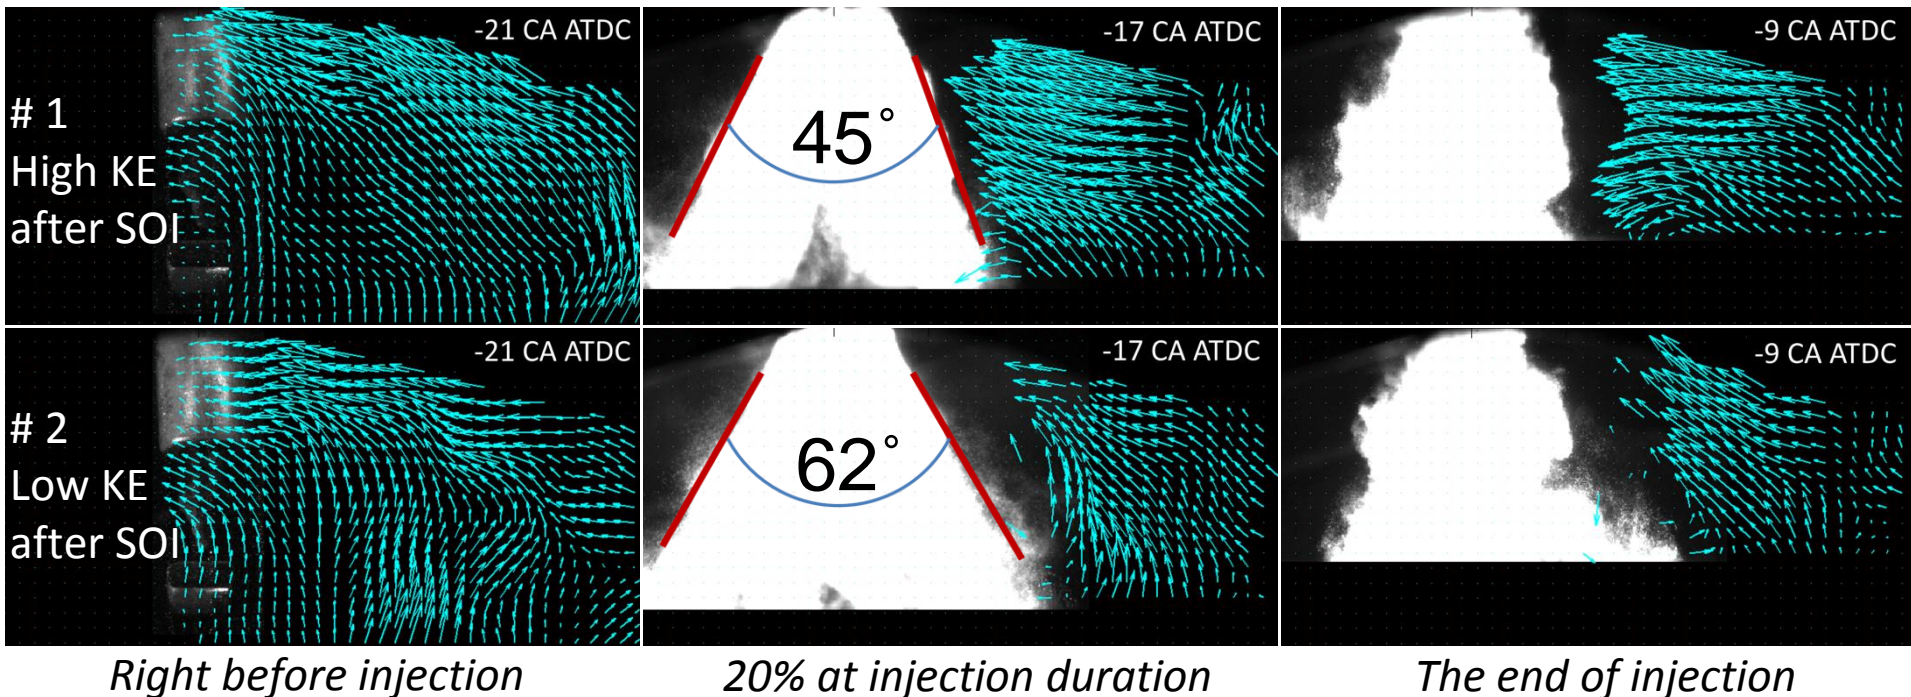 -21 CA ATDC
-17 CA ATDC
-9 CA ATDC
# 1
High KE
after SOI
45°
-21 CA ATDC
-17 CA ATDC
-9 CA ATDC
# 2
Low KE
after SOI
62°
Right before injection
20% at injection duration
The end of injection